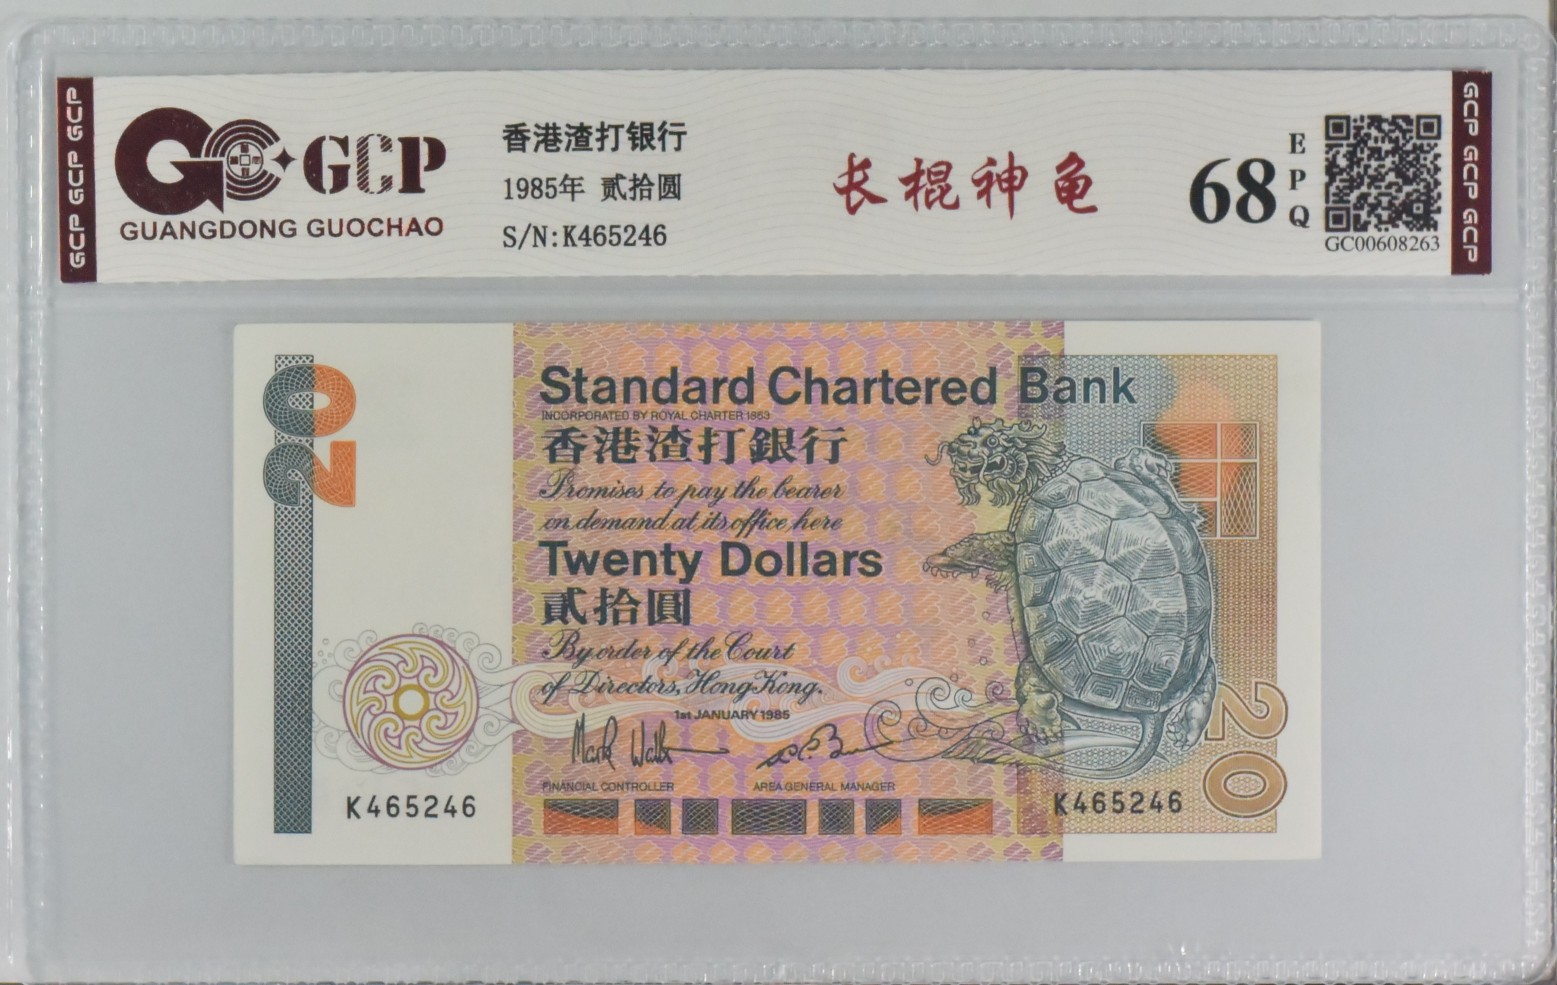 GCP GCP GCP
GCP
GUANGDONG GUOCHAO
香港渣打银行
1985年 贰拾圆
S/N:K465246
长棍神龟
68
EPQ
GC00608263
GCP GCP GCP
20
Standard Chartered Bank
INCORPORATED BY ROYAL CHARTER 1853
香港渣打銀行
Promises to pay the bearer
on demand at its office here
Twenty Dollars
貳拾圓
By order of the Court
of Directors, Hong Kong.
1st JANUARY 1985
FINANCIAL CONTROLLER
AREA GENERAL MANAGER
K465246
K465246
20